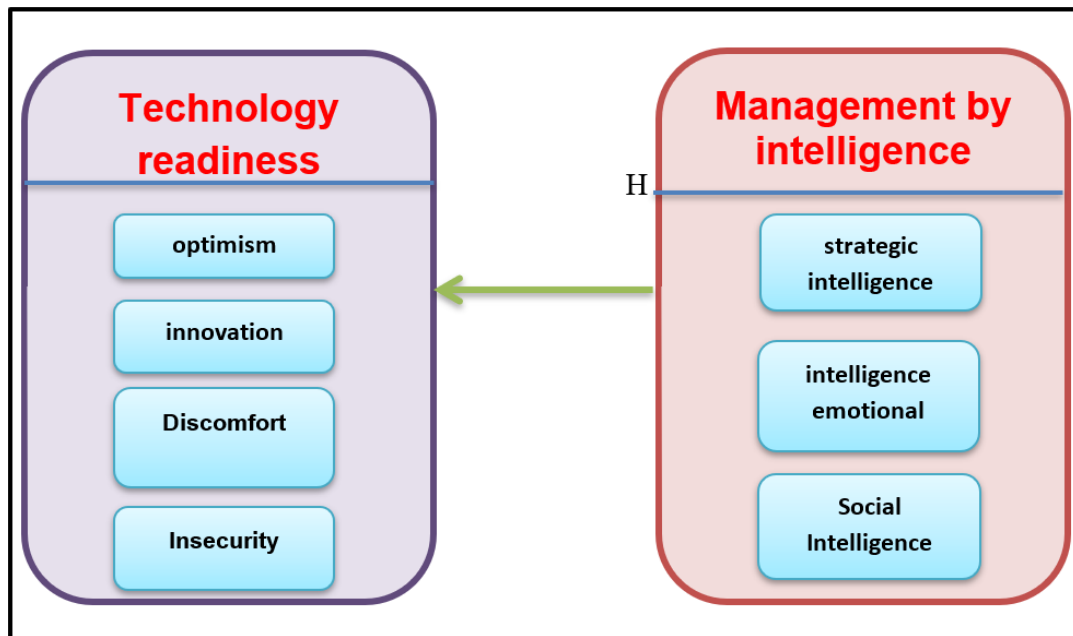 Technology
readiness
optimism
innovation
Discomfort
Insecurity
H
Management by
intelligence
strategic
intelligence
intelligence
emotional
Social
Intelligence